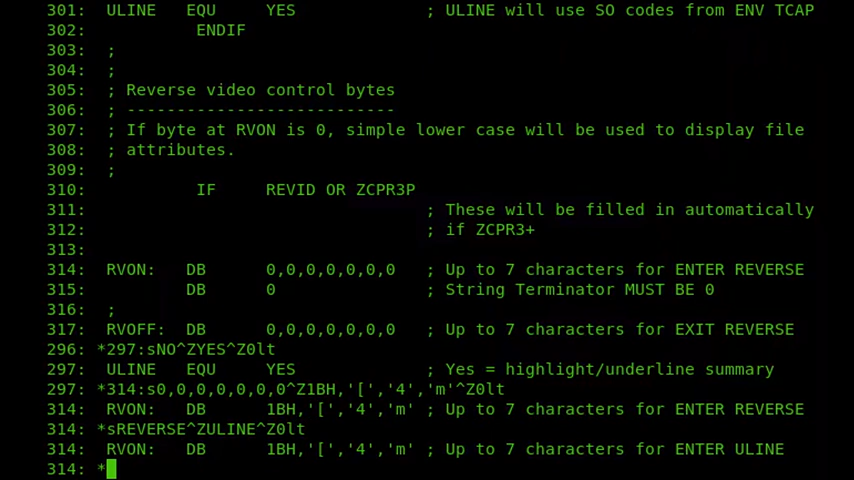 301:  ULINE   EQU     YES             ; ULINE will use SO codes from ENV TCAP
302:           ENDIF
303:  ;
304:  ;
305:  ; Reverse video control bytes
306:  ; ---------------------------
307:  ; If byte at RVON is 0, simple lower case will be used to display file
308:  ; attributes.
309:  ;
310:           IF     REVID OR ZCPR3P
311:                                  ; These will be filled in automatically
312:                                  ; if ZCPR3+
313:
314:  RVON:   DB      0,0,0,0,0,0,0   ; Up to 7 characters for ENTER REVERSE
315:          DB      0               ; String Terminator MUST BE 0
316:  ;
317:  RVOFF:  DB      0,0,0,0,0,0,0   ; Up to 7 characters for EXIT REVERSE
296: *297:sNO^ZYES^Z0lt
297:  ULINE   EQU     YES             ; Yes = highlight/underline summary
297: *314:s0,0,0,0,0,0,0^Z1BH,'[','4','m'^Z0lt
314:  RVON:   DB      1BH,'[','4','m' ; Up to 7 characters for ENTER REVERSE
314: *sREVERSE^ZULINE^Z0lt
314:  RVON:   DB      1BH,'[','4','m' ; Up to 7 characters for ENTER ULINE
314: *